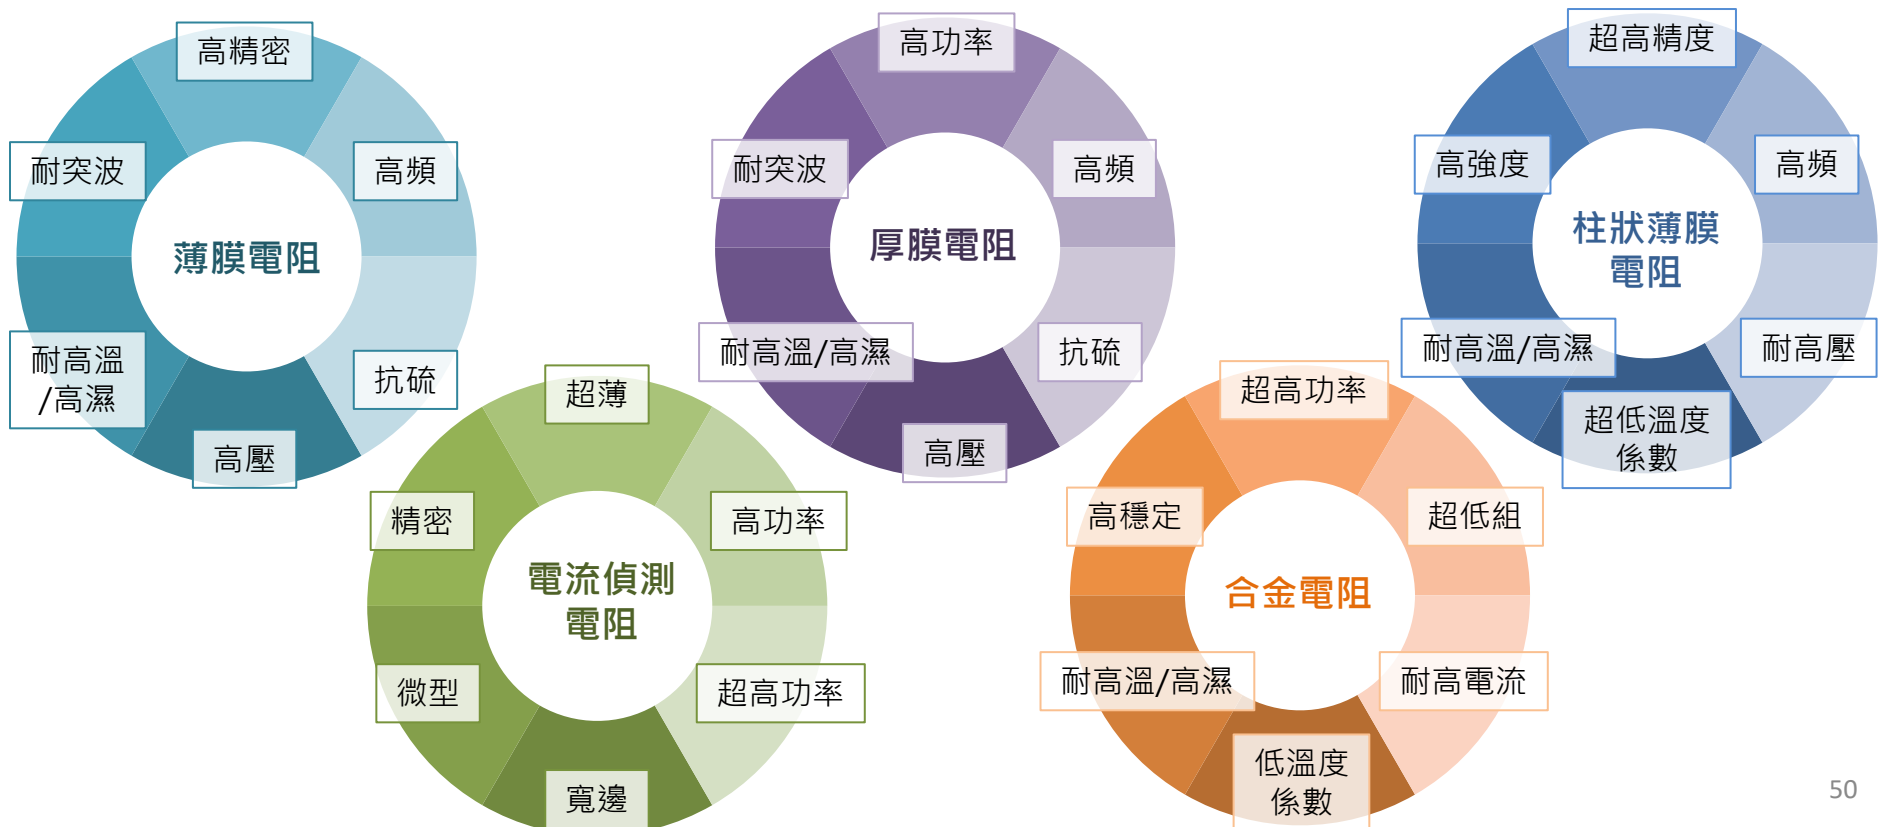 高精密
高頻
抗硫
高壓
耐高溫
/高濕
耐突波
薄膜電阻
高功率
高頻
抗硫
高壓
耐高溫/高濕
耐突波
厚膜電阻
超高精度
高頻
耐高壓
超低溫度
係數
耐高溫/高濕
高強度
柱狀薄膜
電阻
超薄
高功率
超高功率
寬邊
微型
精密
電流偵測
電阻
超高功率
超低組
耐高電流
低溫度
係數
耐高溫/高濕
高穩定
合金電阻
50